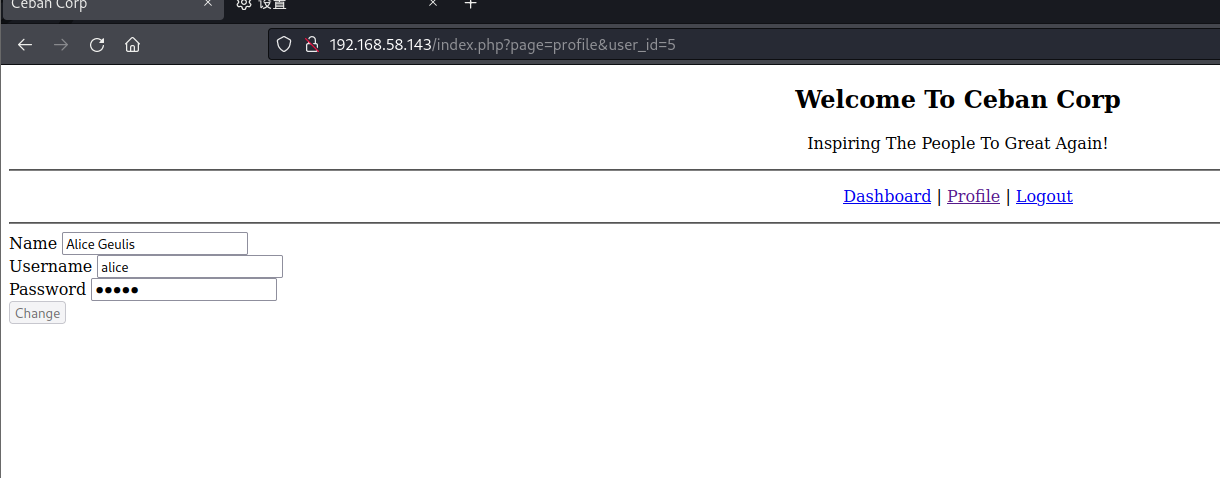 Ceban Corp × 设置 × +
192.168.58.143/index.php?page=profile&user_id=5
Welcome To Ceban Corp
Inspiring The People To Great Again!
Dashboard | Profile | Logout
Name Alice Geulis
Username alice
Password ●●●●●
Change